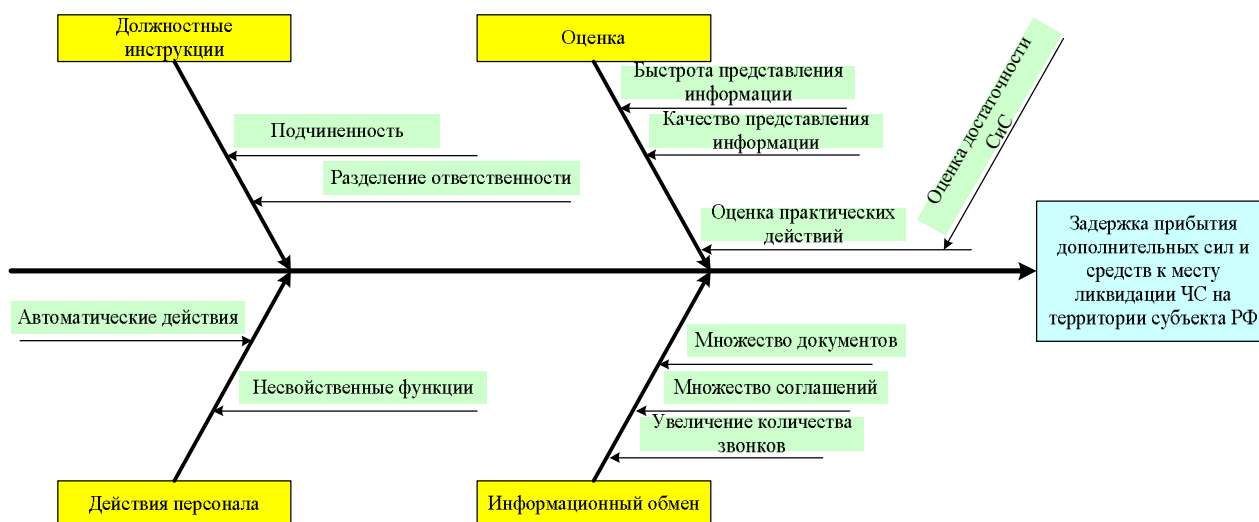 Должностные
инструкции
Оценка
Быстрота представления
информации
Качество представления
информации
Оценка достаточности
СиС
Подчиненность
Разделение ответственности
Оценка практических
действий
Задержка прибытия
дополнительных сил и
средств к месту
ликвидации ЧС на
территории субъекта РФ
Автоматические действия
Несвойственные функции
Множество документов
Множество соглашений
Увеличение количества
звонков
Действия персонала
Информационный обмен